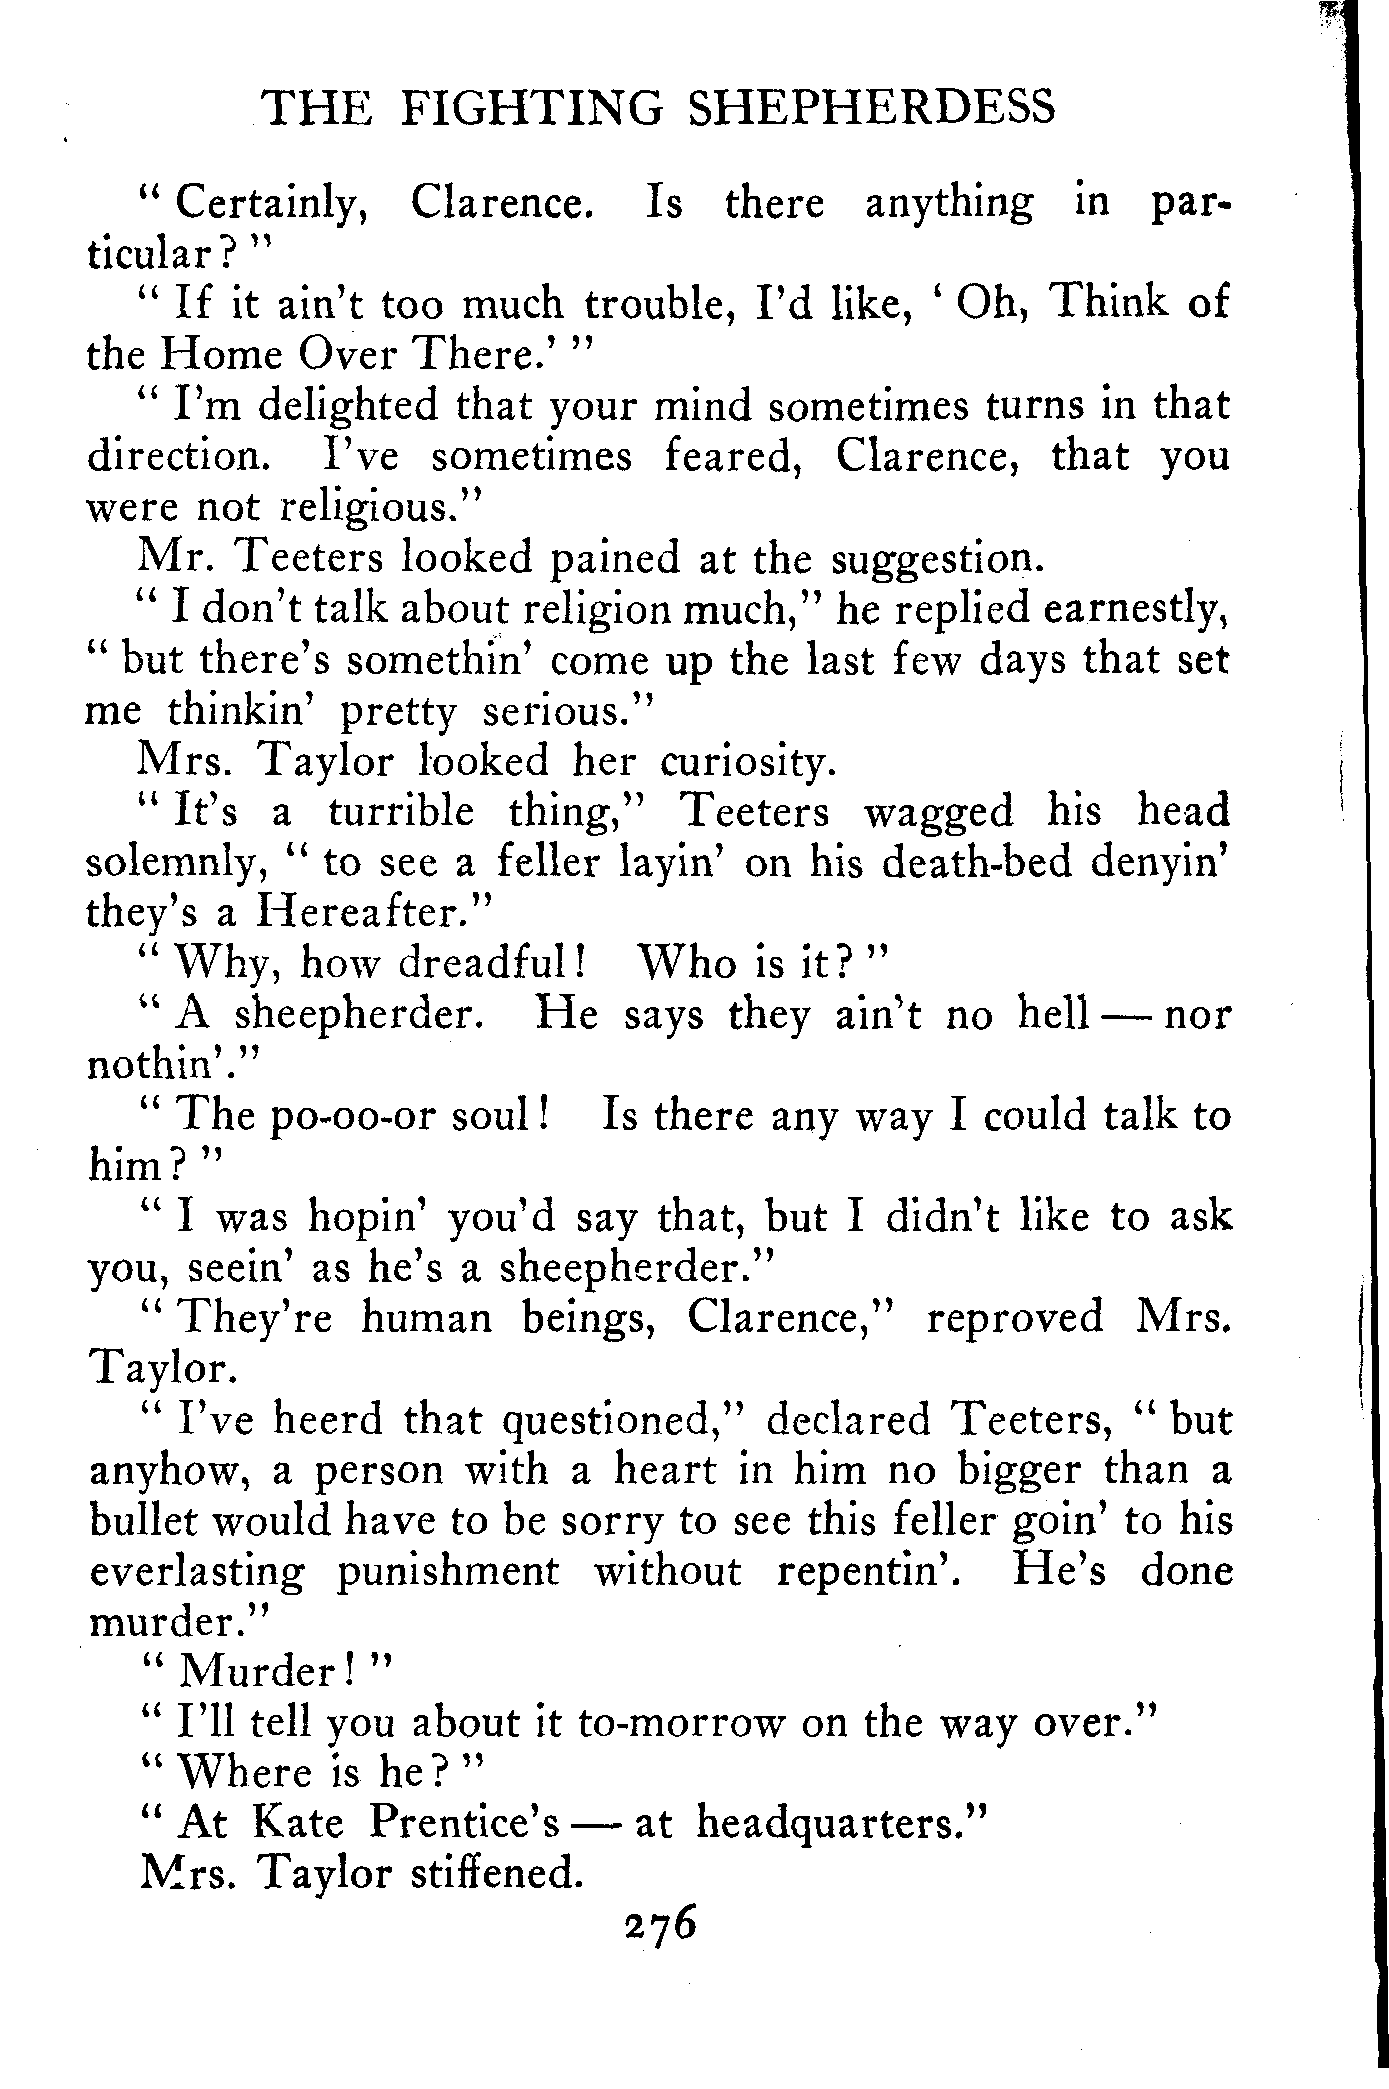 THE FIGHTING SHEPHERDESS
" Certainly, Clarence. Is there anything in par-
ticular? "
" If it ain't too much trouble, I'd like, ' Oh, Think of
the Home Over There.' "
" I'm delighted that your mind sometimes turns in that
direction. I've sometimes feared, Clarence, that you
were not religious."
Mr. Teeters looked pained at the suggestion.
" I don't talk about religion much," he replied earnestly,
" but there's somethin' come up the last few days that set
me thinkin' pretty serious."
Mrs. Taylor looked her curiosity.
" It's a turrible thing," Teeters wagged his head
solemnly, " to see a feller layin' on his death-bed denyin'
they's a Hereafter."
" Why, how dreadful! Who is it? "
" A sheepherder. He says they ain't no hell — nor
nothin'."
" The po-oo-or soul! Is there any way I could talk to
him? "
" I was hopin' you'd say that, but I didn't like to ask
you, seein' as he's a sheepherder."
" They're human beings, Clarence," reproved Mrs.
Taylor.
" I've heerd that questioned," declared Teeters, " but
anyhow, a person with a heart in him no bigger than a
bullet would have to be sorry to see this feller goin' to his
everlasting punishment without repentin'. He's done
murder."
" Murder! "
" I'll tell you about it to-morrow on the way over."
" Where is he? "
" At Kate Prentice's — at headquarters."
Mrs. Taylor stiffened.
276